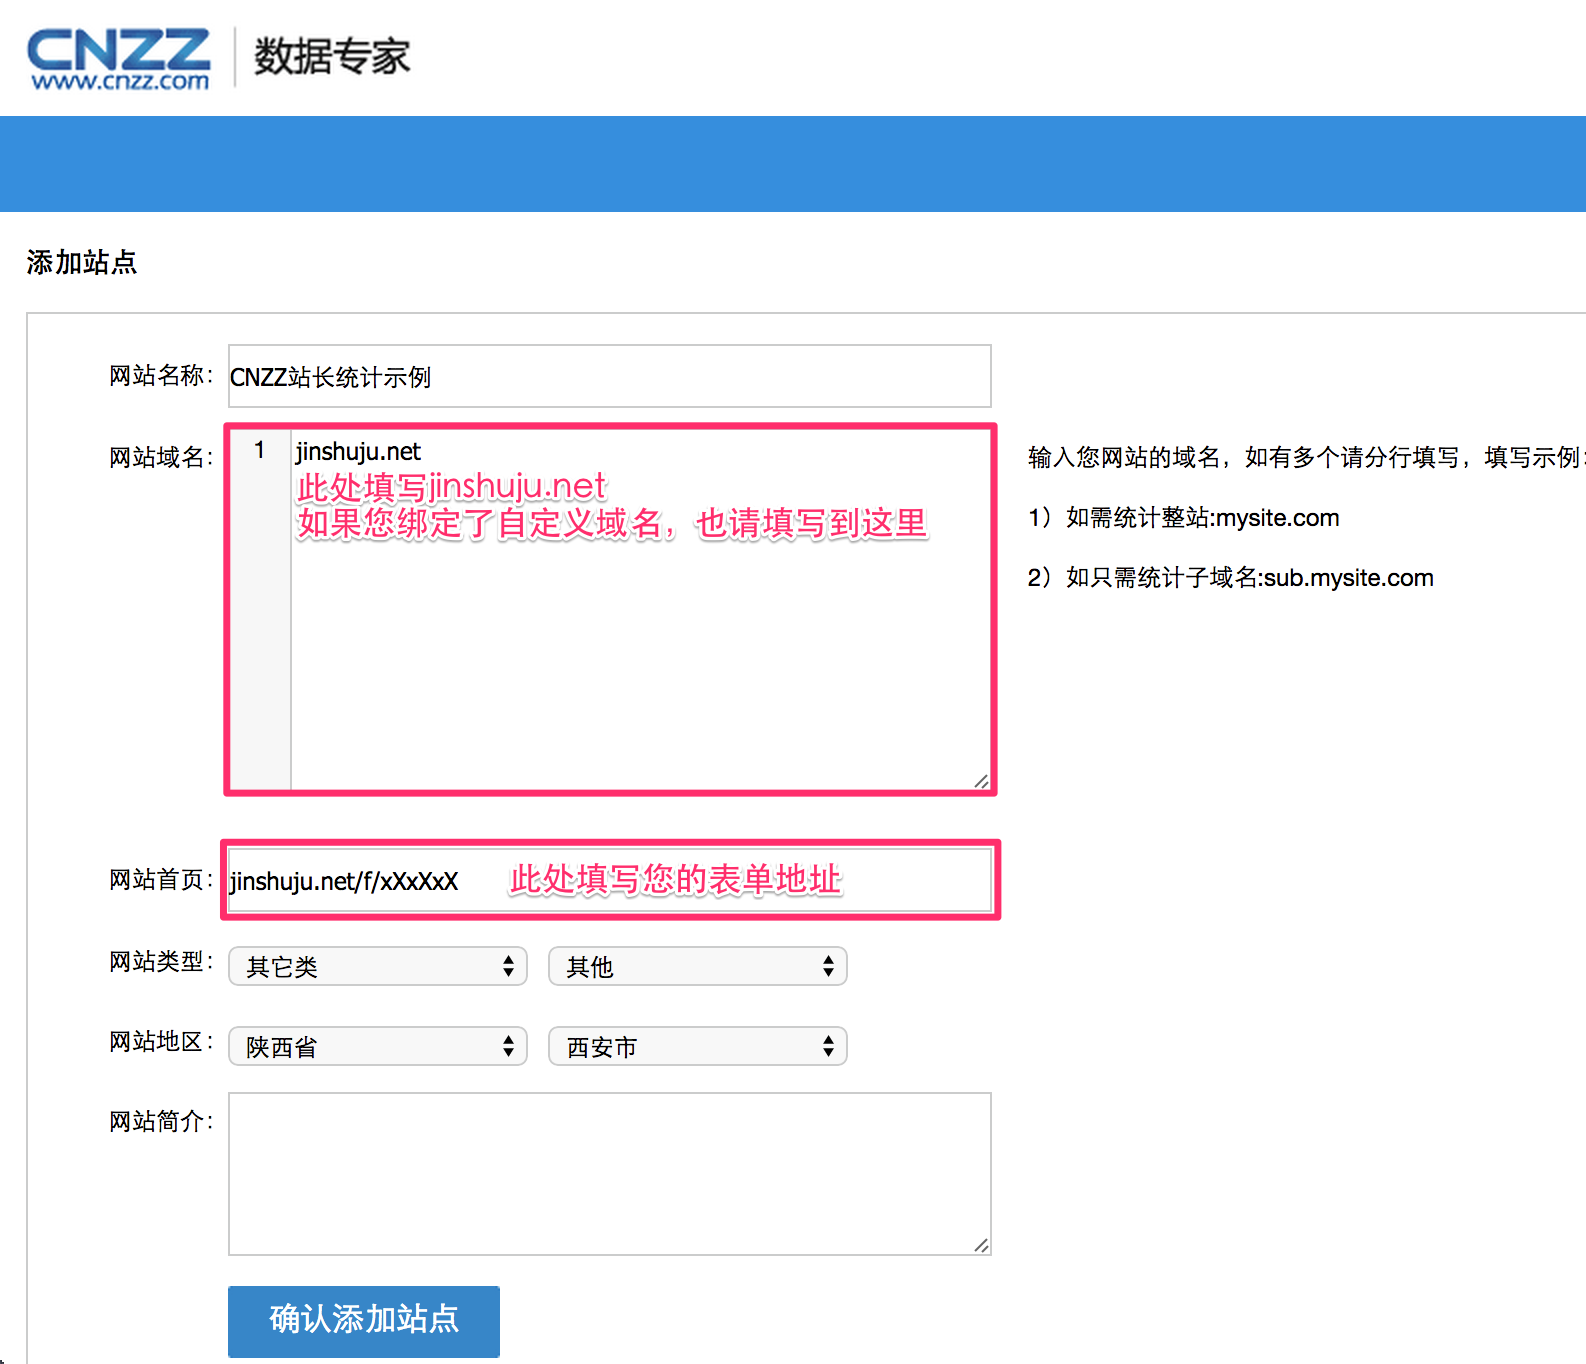 CNZZ
www.cnzz.com
数据专家
添加站点
网站名称：
CNZZ站长统计示例
网站域名：
1
jinshuju.net
此处填写jinshuju.net
如果您绑定了自定义域名，也请填写到这里
输入您网站的域名，如有多个请分行填写，填写示例：
1）如需统计整站:mysite.com
2）如只需统计子域名:sub.mysite.com
网站首页：
jinshuju.net/f/xXxXxX
此处填写您的表单地址
网站类型：
其它类
其他
网站地区：
陕西省
西安市
网站简介：
确认添加站点